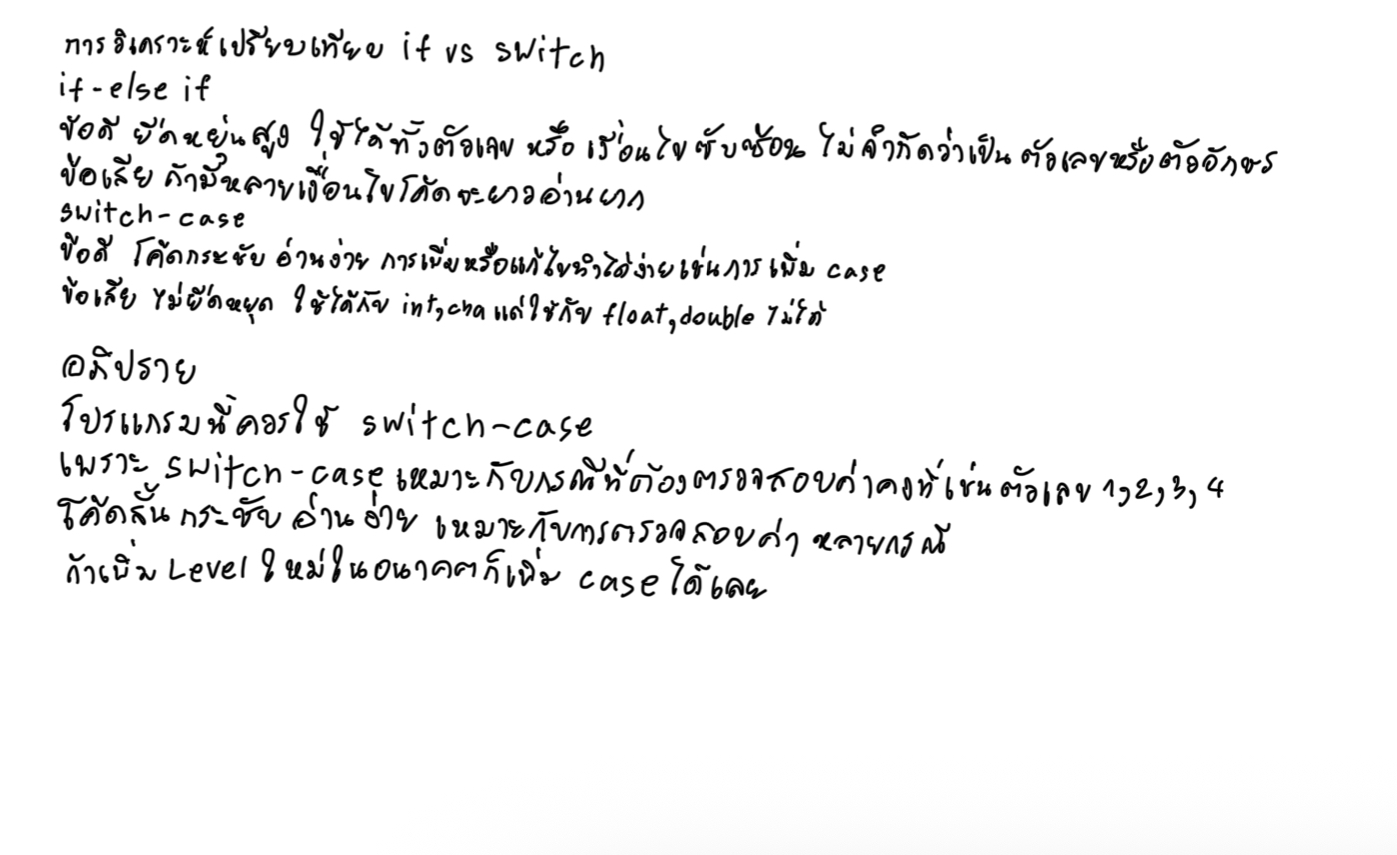 การวิเคราะห์เปรียบเทียบ if vs switch
if-else if
ข้อดี ยืดหยุ่นสูง ใช้ได้ทั้งตัวเลข หรือ เงื่อนไขซับซ้อน ไม่จำกัดว่าเป็น ตัวเลขหรือตัวอักษร
ข้อเสีย ถ้ามีหลายเงื่อนไขโค้ดจะยาวอ่านยาก
switch-case
ข้อดี โค้ดกระชับ อ่านง่าย การเพิ่มหรือแก้ไขทำได้ง่ายเช่นการเพิ่ม case
ข้อเสีย ไม่ยืดหยุด ใช้ได้กับ int,cha แต่ใช้กับ float,double ไม่ได้
อภิปราย
โปรแกรมนี้ควรใช้ switch-case
เพราะ switch-case เหมาะกับกรณีที่ต้องตรวจสอบค่าคงที่เช่น ตัวเลข 1,2,3,4
โค้ดสั้น กระชับ อ่านง่าย เหมาะกับการตรวจสอบค่า หลายกรณี
ถ้าเพิ่ม Level ใหม่ในอนาคตก็เพิ่ม case ได้เลย